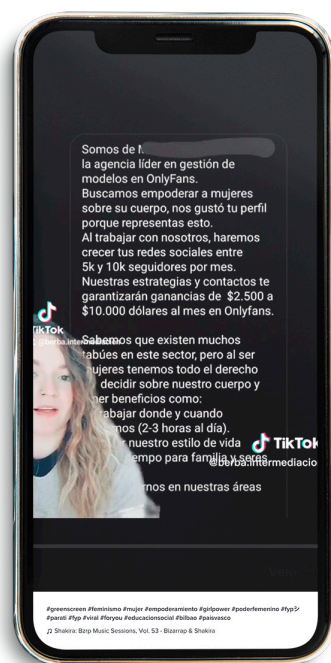 Somos de
la agencia líder en gestión de
modelos en OnlyFans.
Buscamos empoderar a mujeres
sobre su cuerpo, nos gustó tu perfil
porque representas esto.
Al trabajar con nosotros, haremos
crecer tus redes sociales entre
5k y 10k seguidores por mes.
Nuestras estrategias y contactos te
garantizarán ganancias de $2.500 a
$10.000 dólares al mes en Onlyfans.
TikTok
Sabemos que existen muchos
tabúes en este sector, pero al ser
mujeres tenemos todo el derecho
decidir sobre nuestro cuerpo y
beneficios como:
trabajar donde y cuando
(2-3 horas al día).
nuestro estilo de vida
TikTok
tiempo para familia y seres
@berba.intermediacio
en nuestras áreas
#greenscreen #feminismo #mujer #empoderamiento #girlpower #poderfemenino #fypシ
#parati #fyp #viral #foryou #educacionsocial #bilbao #paisvasco
♫ Shakira: Bzrp Music Sessions, Vol. 53 - Bizarrap & Shakira